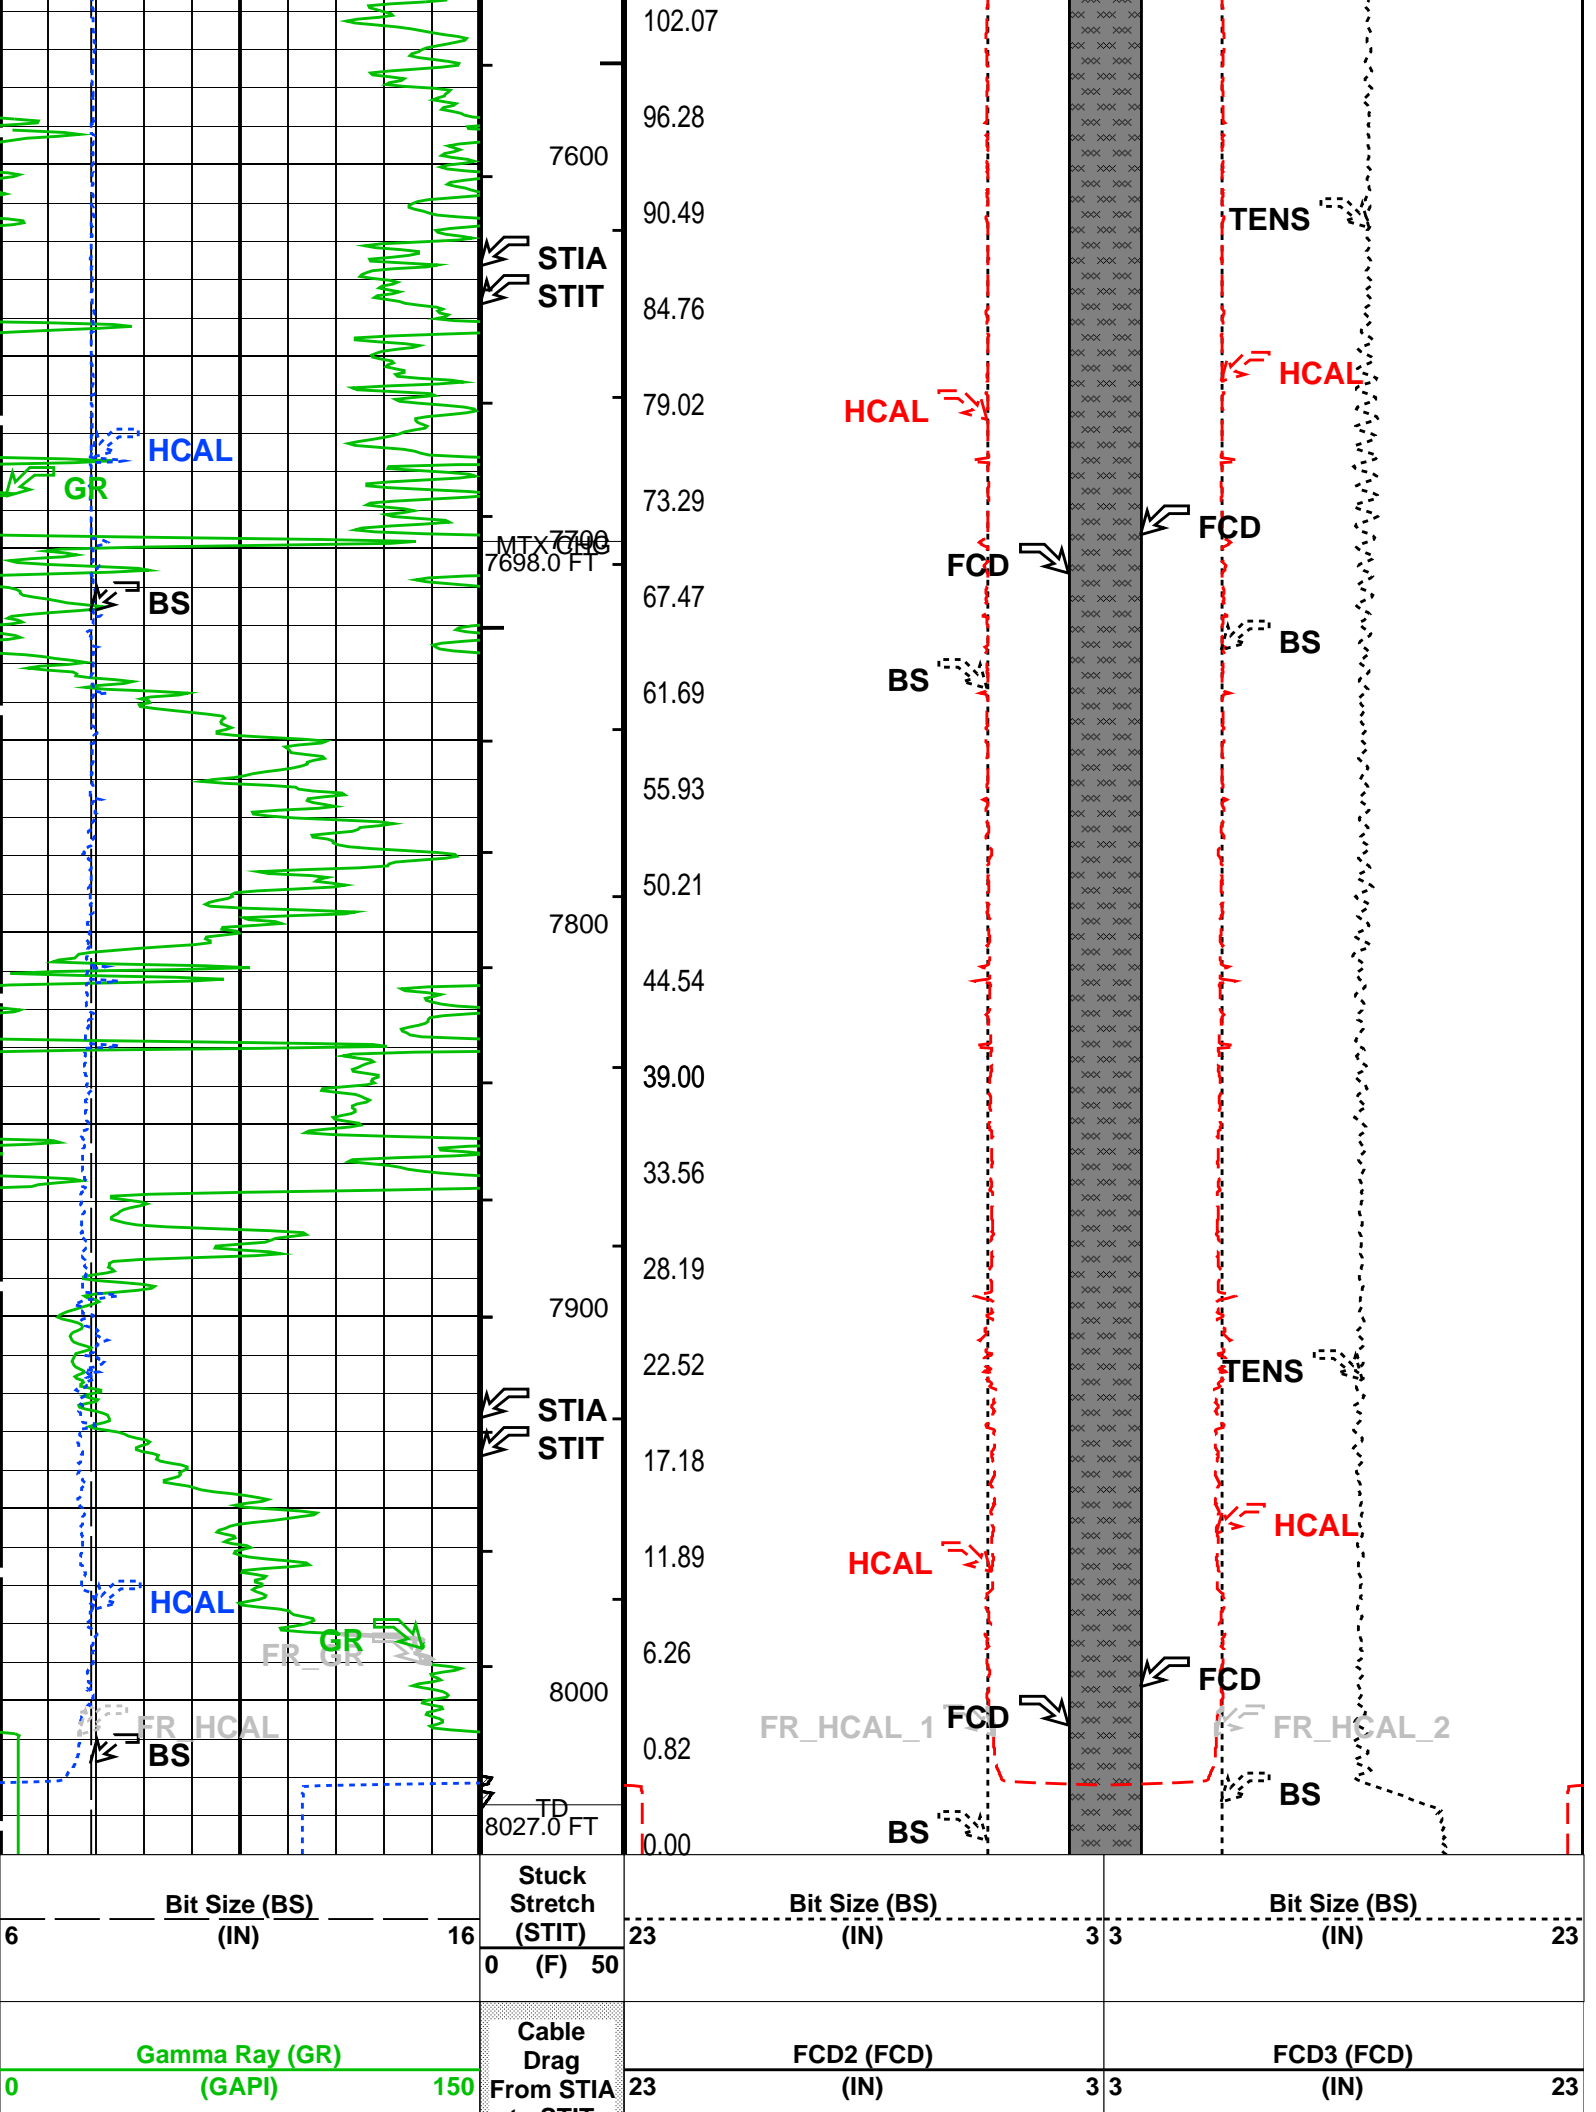 102.07
96.28
7600
90.49
TENS
STIA
STIT
84.76
HCAL
79.02
HCAL
HCAL
GR
73.29
FCD
7700
MTX CHG
7698.0 FT
FCD
67.47
BS
BS
BS
61.69
55.93
50.21
7800
44.54
39.00
33.56
28.19
7900
22.52
TENS
STIA
STIT
17.18
HCAL
11.89
HCAL
HCAL
GR
FR_GR
6.26
FCD
8000
FCD
FR_HCAL
FR_HCAL_1
FR_HCAL_2
BS
0.82
BS
TD
8027.0 FT
BS
0.00
Bit Size (BS)
6 (IN) 16
Stuck
Stretch
(STIT)
0 (F) 50
Bit Size (BS)
23 (IN) 3
Bit Size (BS)
3 (IN) 23
Gamma Ray (GR)
0 (GAPI) 150
Cable
Drag
From STIA
to STIT
FCD2 (FCD)
23 (IN) 3
FCD3 (FCD)
3 (IN) 23